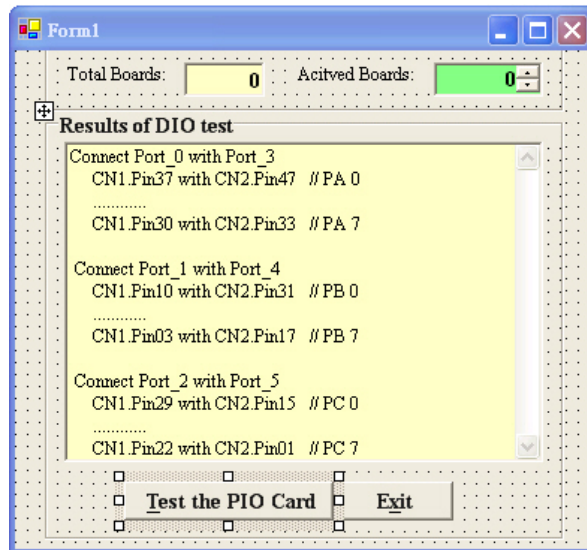 Form1
Total Boards: 0 Acitved Boards: 0
Results of DIO test
Connect Port_0 with Port_3
CN1.Pin37 with CN2.Pin47 // PA 0
............
CN1.Pin30 with CN2.Pin33 // PA 7
Connect Port_1 with Port_4
CN1.Pin10 with CN2.Pin31 // PB 0
............
CN1.Pin03 with CN2.Pin17 // PB 7
Connect Port_2 with Port_5
CN1.Pin29 with CN2.Pin15 // PC 0
............
CN1.Pin22 with CN2.Pin01 // PC 7
Test the PIO Card Exit